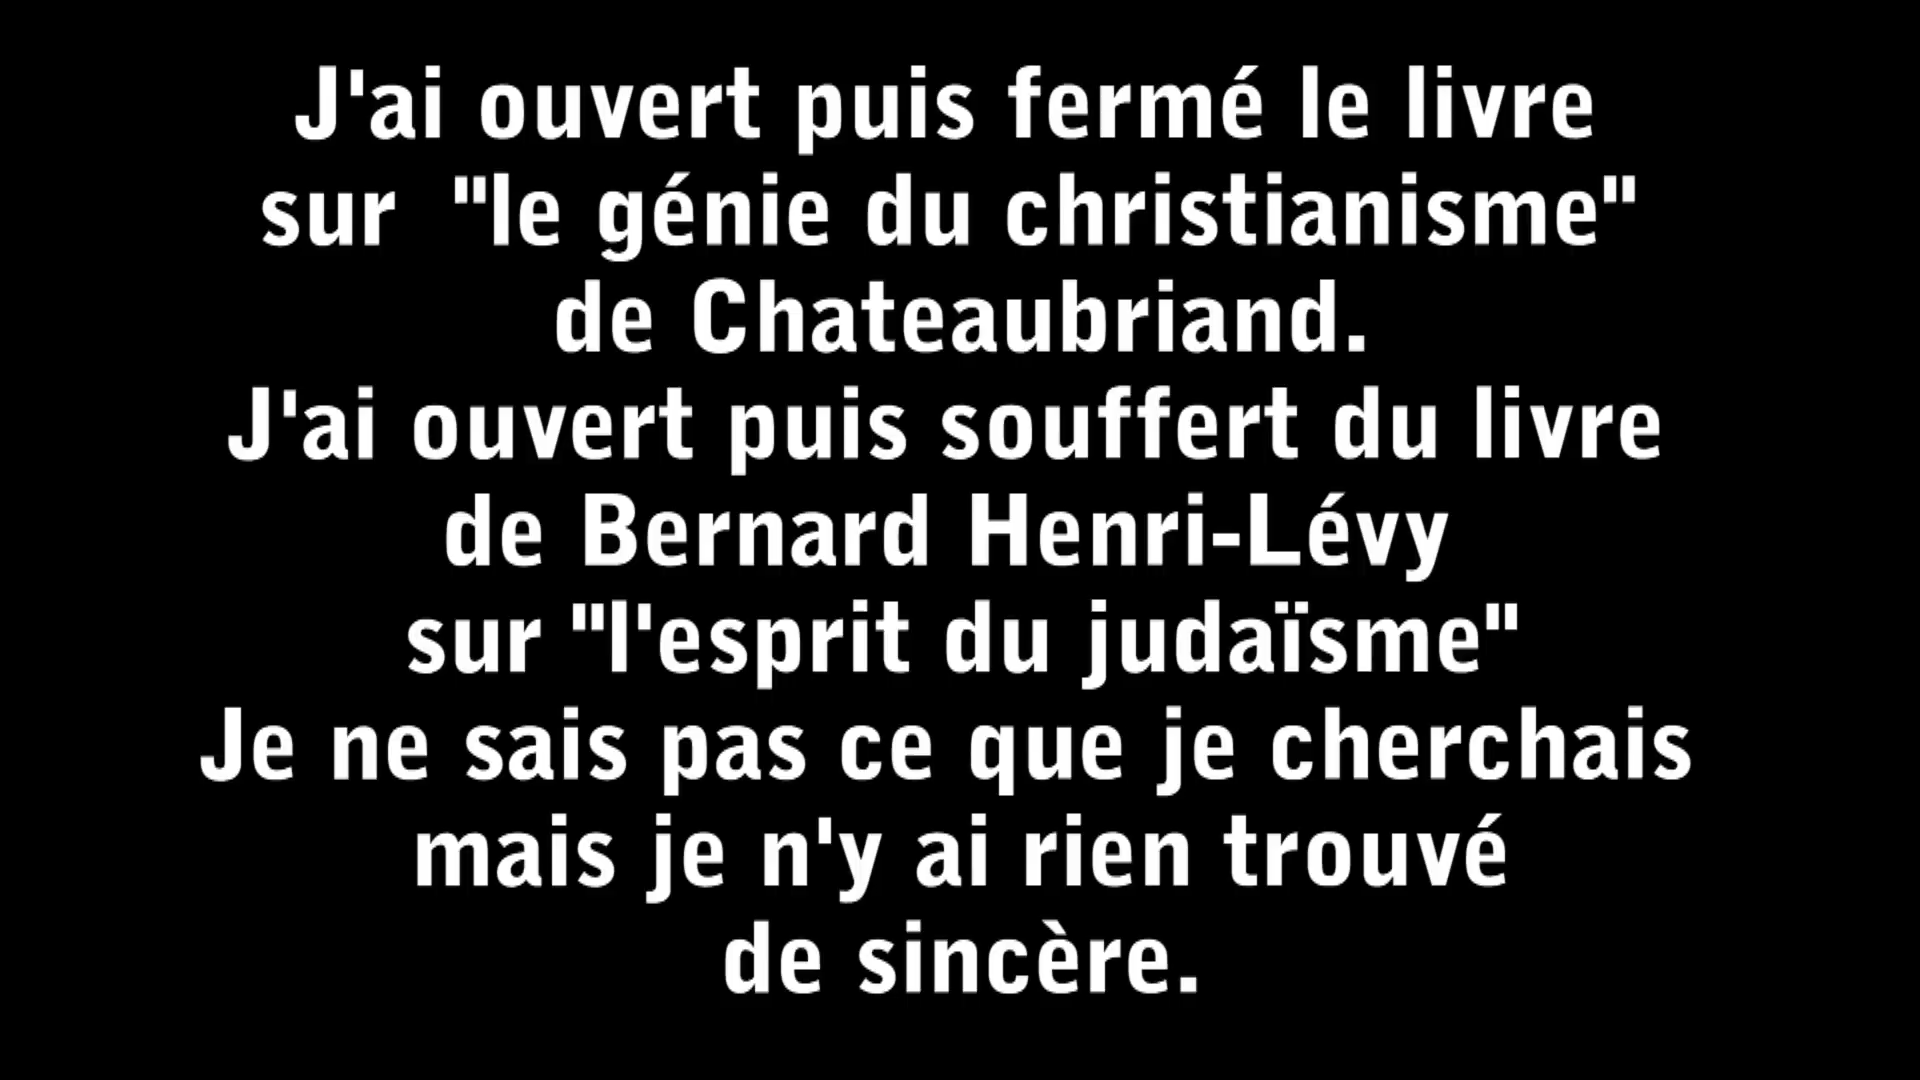 J'ai ouvert puis fermé le livre
sur "le génie du christianisme"
de Chateaubriand.
J'ai ouvert puis souffert du livre
de Bernard Henri-Lévy
sur "l'esprit du judaïsme"
Je ne sais pas ce que je cherchais
mais je n'y ai rien trouvé
de sincère.